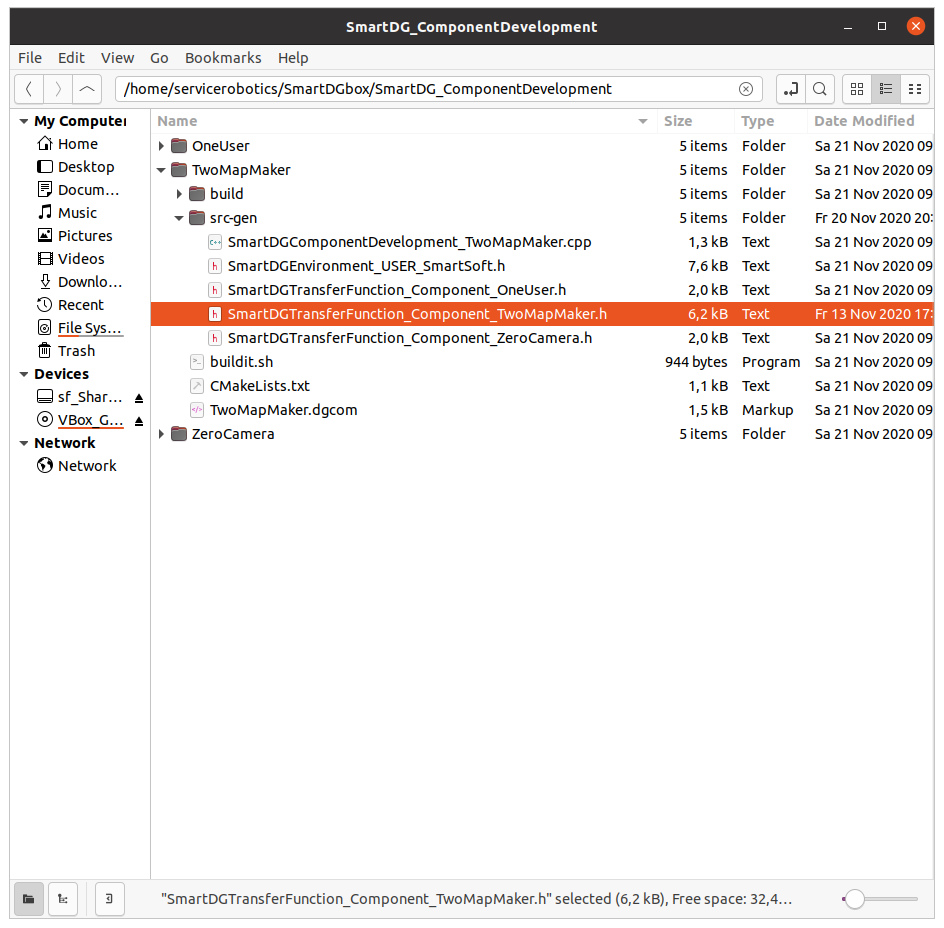 SmartDG_ComponentDevelopment
File Edit View Go Bookmarks Help
/home/servicerobotics/SmartDGbox/SmartDG_ComponentDevelopment
My Computer
Home
Desktop
Docum...
Music
Pictures
Videos
Downlo...
Recent
File Sys...
Trash
Devices
sf_Shar...
VBox_G...
Network
Network
Name Size Type Date Modified
OneUser 5 items Folder Sa 21 Nov 2020 09
TwoMapMaker 5 items Folder Sa 21 Nov 2020 09
build 5 items Folder Sa 21 Nov 2020 09
src-gen 5 items Folder Fr 20 Nov 2020 20:
SmartDGComponentDevelopment_TwoMapMaker.cpp 1,3 kB Text Sa 21 Nov 2020 09
SmartDGEnvironment_USER_SmartSoft.h 7,6 kB Text Sa 21 Nov 2020 09
SmartDGTransferFunction_Component_OneUser.h 2,0 kB Text Sa 21 Nov 2020 09
SmartDGTransferFunction_Component_TwoMapMaker.h 6,2 kB Text Fr 13 Nov 2020 17:
SmartDGTransferFunction_Component_ZeroCamera.h 2,0 kB Text Sa 21 Nov 2020 09
buildit.sh 944 bytes Program Sa 21 Nov 2020 09
CMakeLists.txt 1,1 kB Text Sa 21 Nov 2020 09
TwoMapMaker.dgcom 1,5 kB Markup Sa 21 Nov 2020 09
ZeroCamera 5 items Folder Sa 21 Nov 2020 09
"SmartDGTransferFunction_Component_TwoMapMaker.h" selected (6,2 kB), Free space: 32,4...